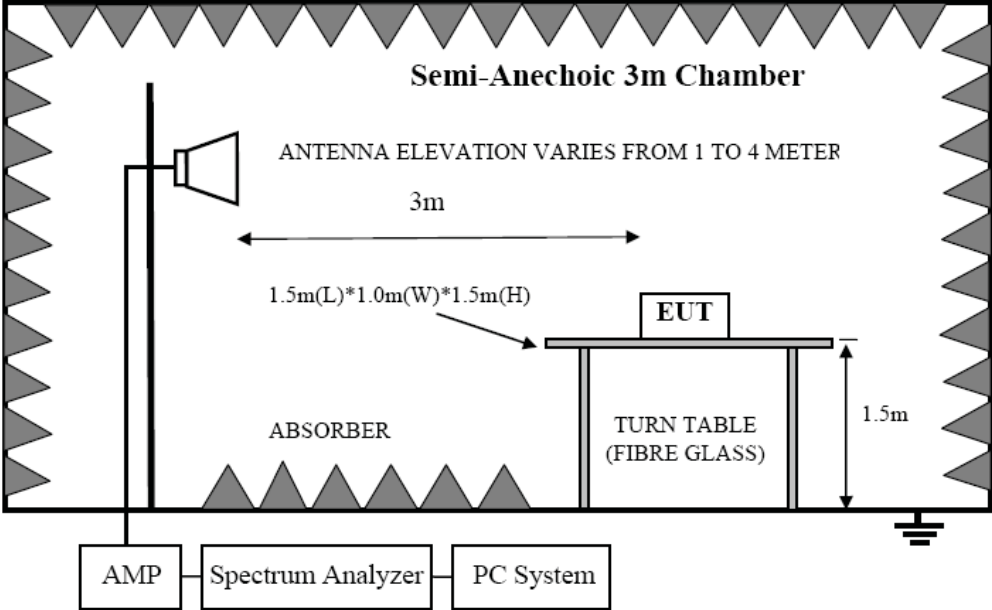 Semi-Anechoic 3m Chamber
ANTENNA ELEVATION VARIES FROM 1 TO 4 METER
3m
1.5m(L)*1.0m(W)*1.5m(H)
EUT
1.5m
ABSORBER
TURN TABLE
(FIBRE GLASS)
AMP
Spectrum Analyzer
PC System